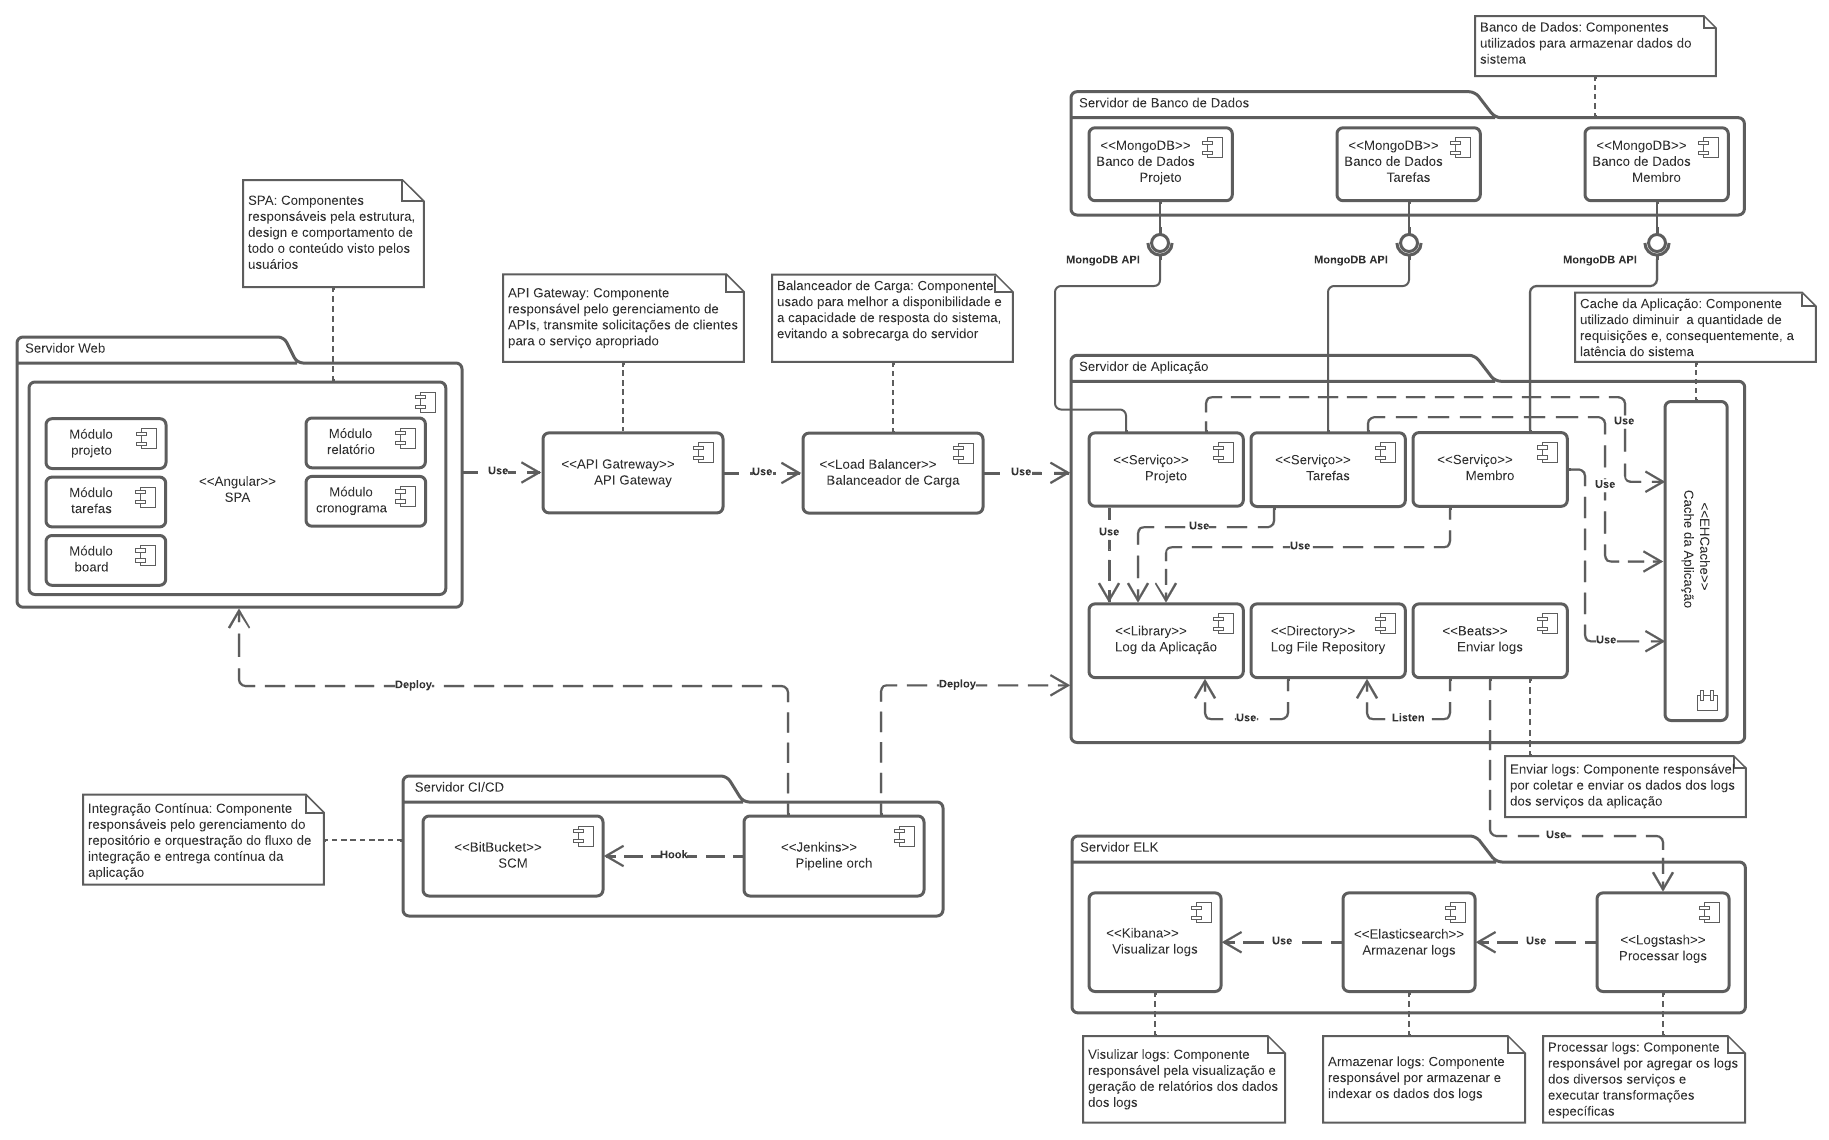 Banco de Dados: Componentes
utilizados para armazenar dados do
sistema
Servidor de Banco de Dados
<<MongoDB>>
Banco de Dados
Projeto
<<MongoDB>>
Banco de Dados
Tarefas
<<MongoDB>>
Banco de Dados
Membro
MongoDB API
MongoDB API
MongoDB API
SPA: Componentes
responsáveis pela estrutura,
design e comportamento de
todo o conteúdo visto pelos
usuários
API Gateway: Componente
responsável pelo gerenciamento de
APIs, transmite solicitações de clientes
para o serviço apropriado
Balanceador de Carga: Componente
usado para melhor a disponibilidade e
a capacidade de resposta do sistema,
evitando a sobrecarga do servidor
Cache da Aplicação: Componente
utilizado diminuir  a quantidade de
requisições e, consequentemente, a
latência do sistema
Servidor Web
Módulo
projeto
Módulo
tarefas
Módulo
board
<<Angular>>
SPA
Módulo
relatório
Módulo
cronograma
Use
<<API Gatreway>>
API Gateway
Use
<<Load Balancer>>
Balanceador de Carga
Use
Servidor de Aplicação
<<Serviço>>
Projeto
<<Serviço>>
Tarefas
<<Serviço>>
Membro
Use
Use
Use
Use
Use
Use
<<EHCache>>
Cache da Aplicação
<<Library>>
Log da Aplicação
<<Directory>>
Log File Repository
<<Beats>>
Enviar logs
Use
Listen
Deploy
Deploy
Enviar logs: Componente responsável
por coletar e enviar os dados dos logs
dos serviços da aplicação
Use
Integração Contínua: Componente
responsáveis pelo gerenciamento do
repositório e orquestração do fluxo de
integração e entrega contínua da
aplicação
Servidor CI/CD
<<BitBucket>>
SCM
Hook
<<Jenkins>>
Pipeline orch
Servidor ELK
<<Kibana>>
Visualizar logs
Use
<<Elasticsearch>>
Armazenar logs
Use
<<Logstash>>
Processar logs
Visulizar logs: Componente
responsável pela visualização e
geração de relatórios dos dados
dos logs
Armazenar logs: Componente
responsável por armazenar e
indexar os dados dos logs
Processar logs: Componente
responsável por agregar os logs
dos diversos serviços e
executar transformações
específicas